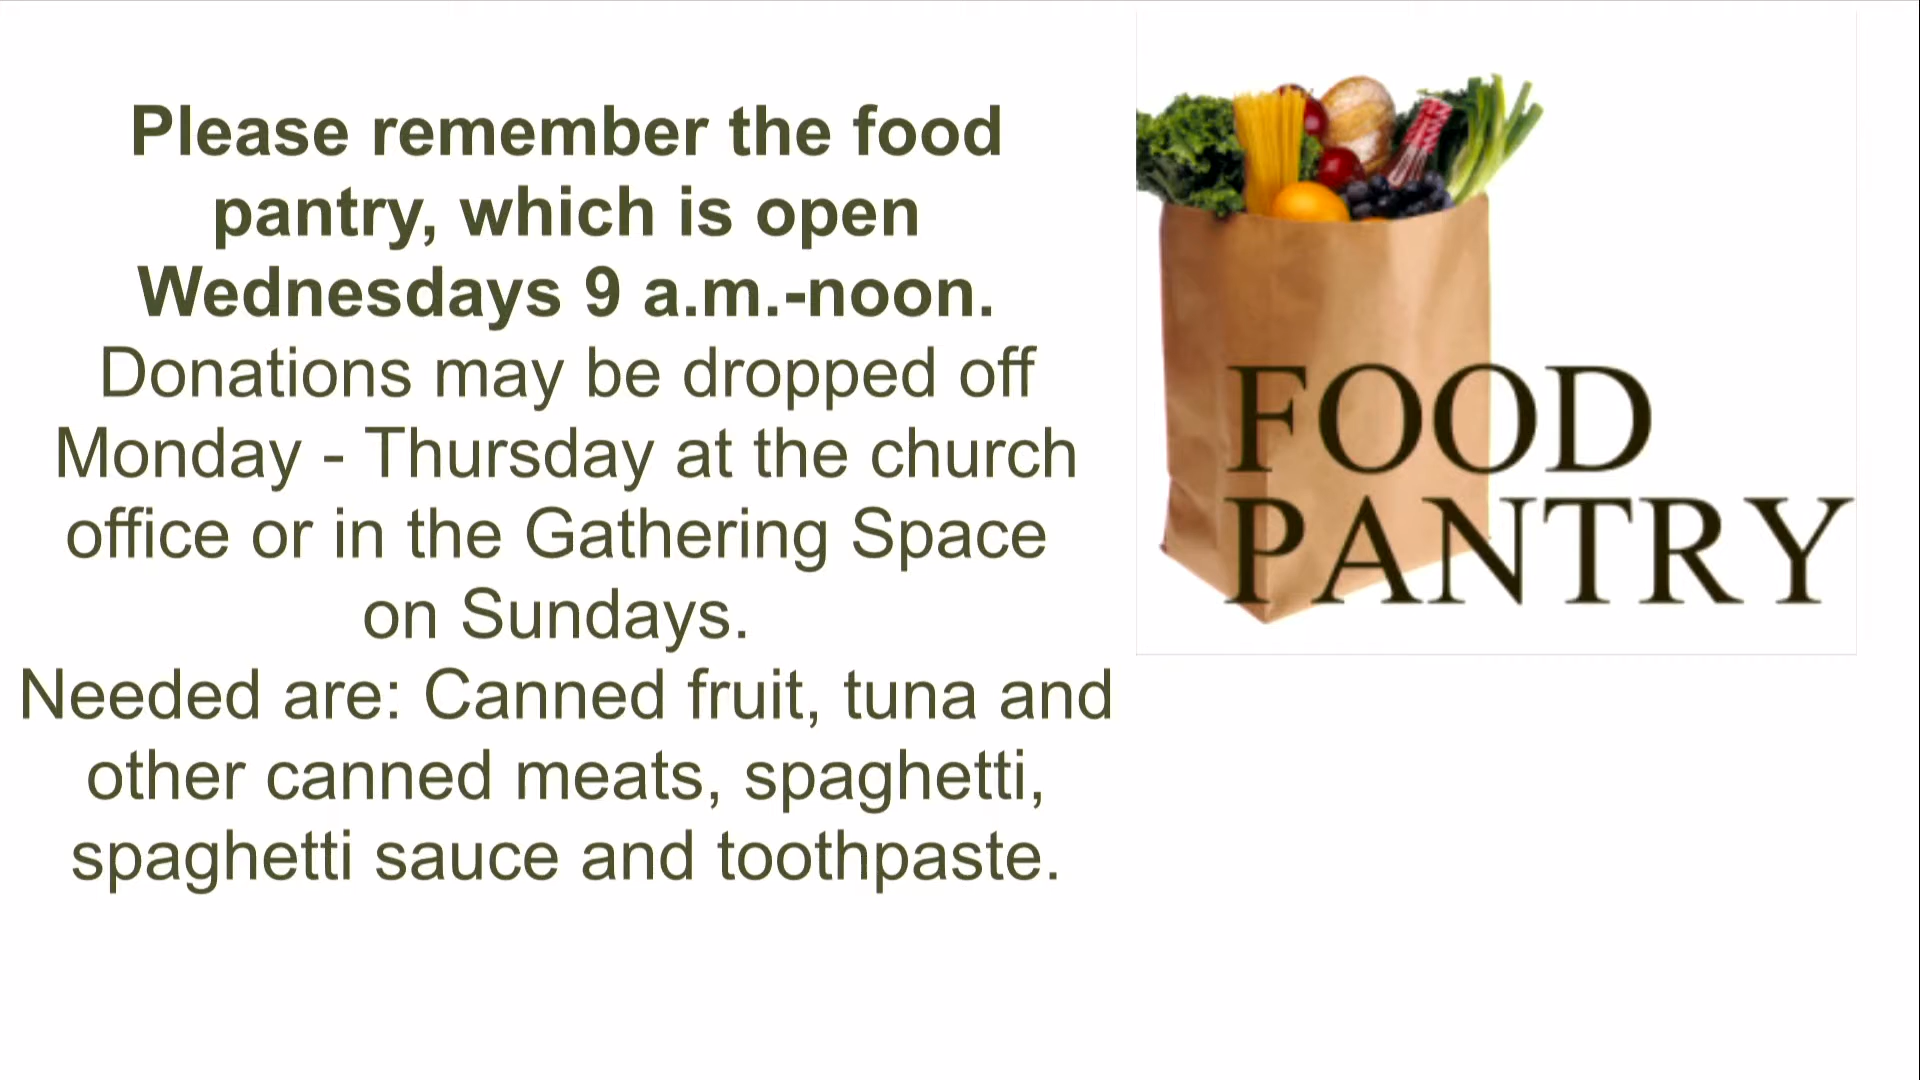 Please remember the food
pantry, which is open
Wednesdays 9 a.m.-noon.
Donations may be dropped off
Monday - Thursday at the church
office or in the Gathering Space
on Sundays.
Needed are: Canned fruit, tuna and
other canned meats, spaghetti,
spaghetti sauce and toothpaste.
FOOD
PANTRY